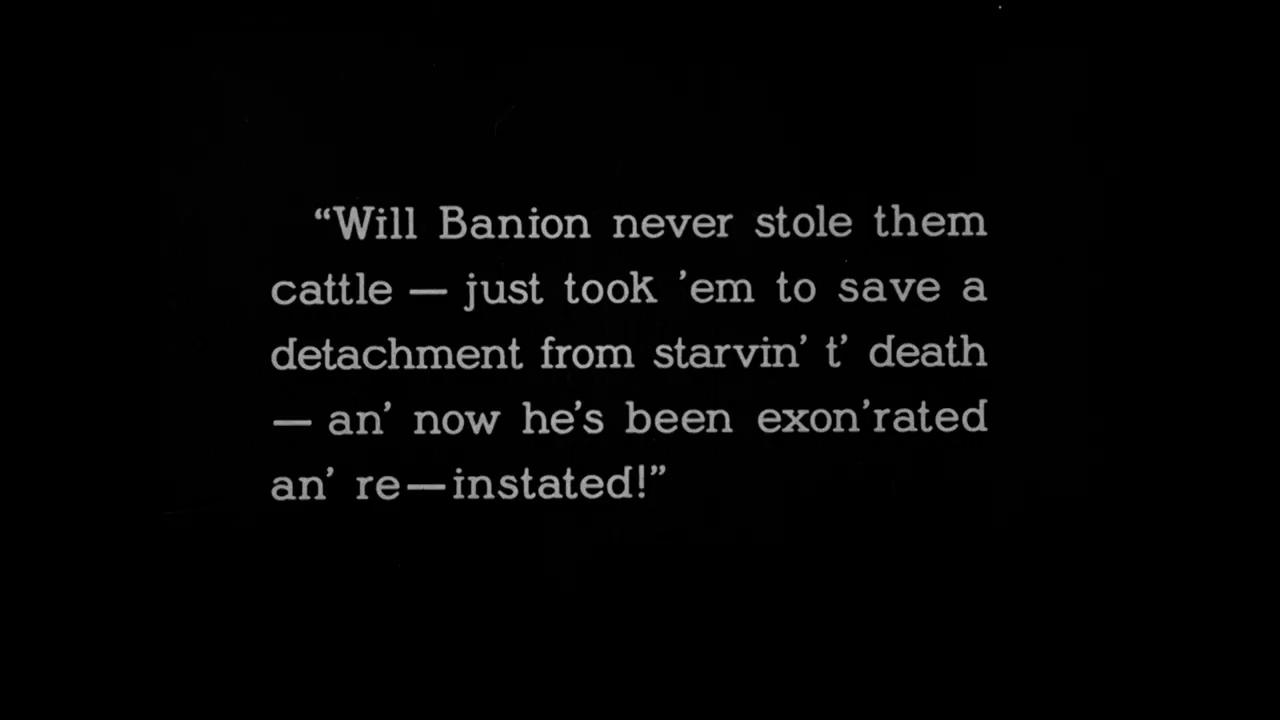 “Will Banion never stole them
cattle — just took ’em to save a
detachment from starvin’ t’ death
— an’ now he’s been exon’rated
an’ re—instated!”